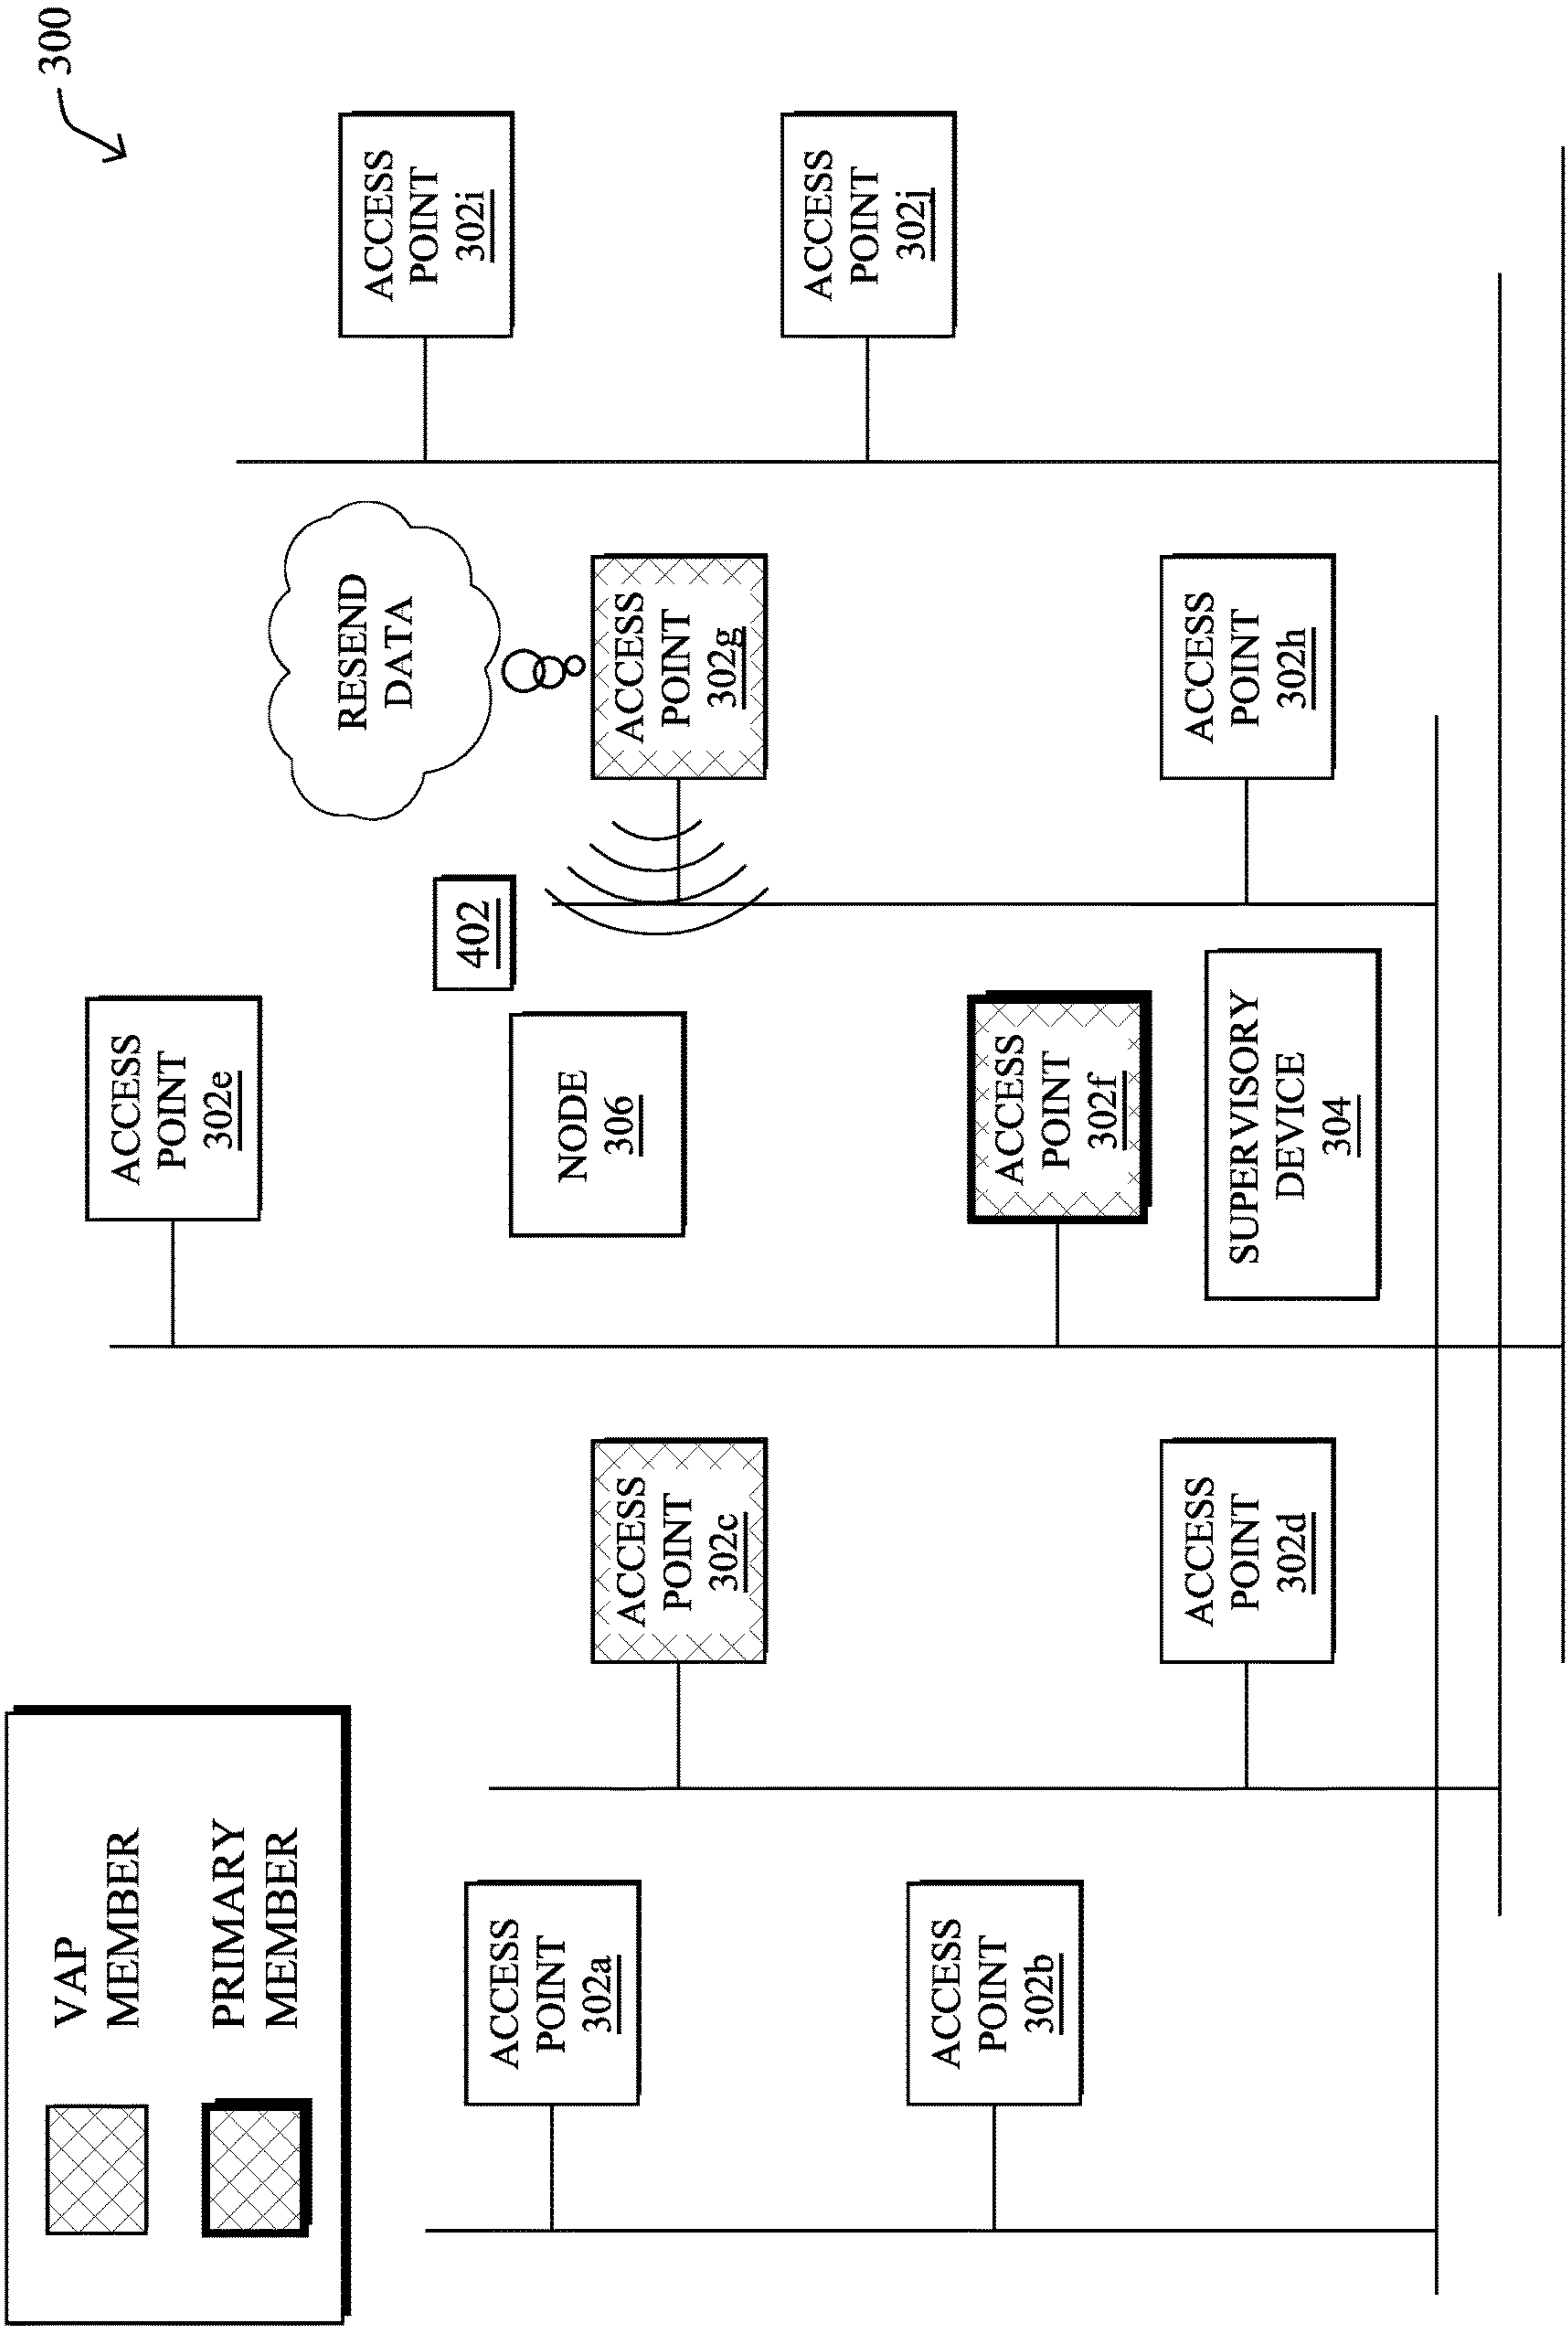 300
VAP
MEMBER
PRIMARY
MEMBER
ACCESS
POINT
302a
ACCESS
POINT
302b
ACCESS
POINT
302c
ACCESS
POINT
302d
ACCESS
POINT
302e
NODE
306
ACCESS
POINT
302f
SUPERVISORY
DEVICE
304
402
RESEND
DATA
ACCESS
POINT
302g
ACCESS
POINT
302h
ACCESS
POINT
302i
ACCESS
POINT
302j